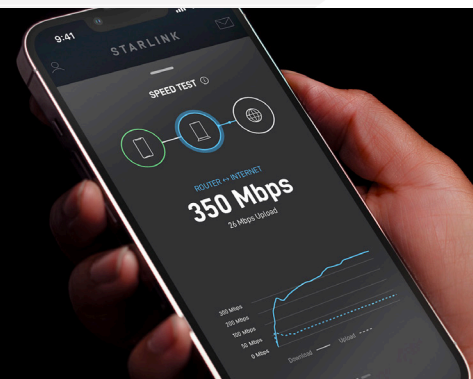 9:41
STARLINK
SPEED TEST
ROUTER ↔ INTERNET
350 Mbps
26 Mbps Upload
300 Mbps
200 Mbps
100 Mbps
50 Mbps
0 Mbps
Download
Upload